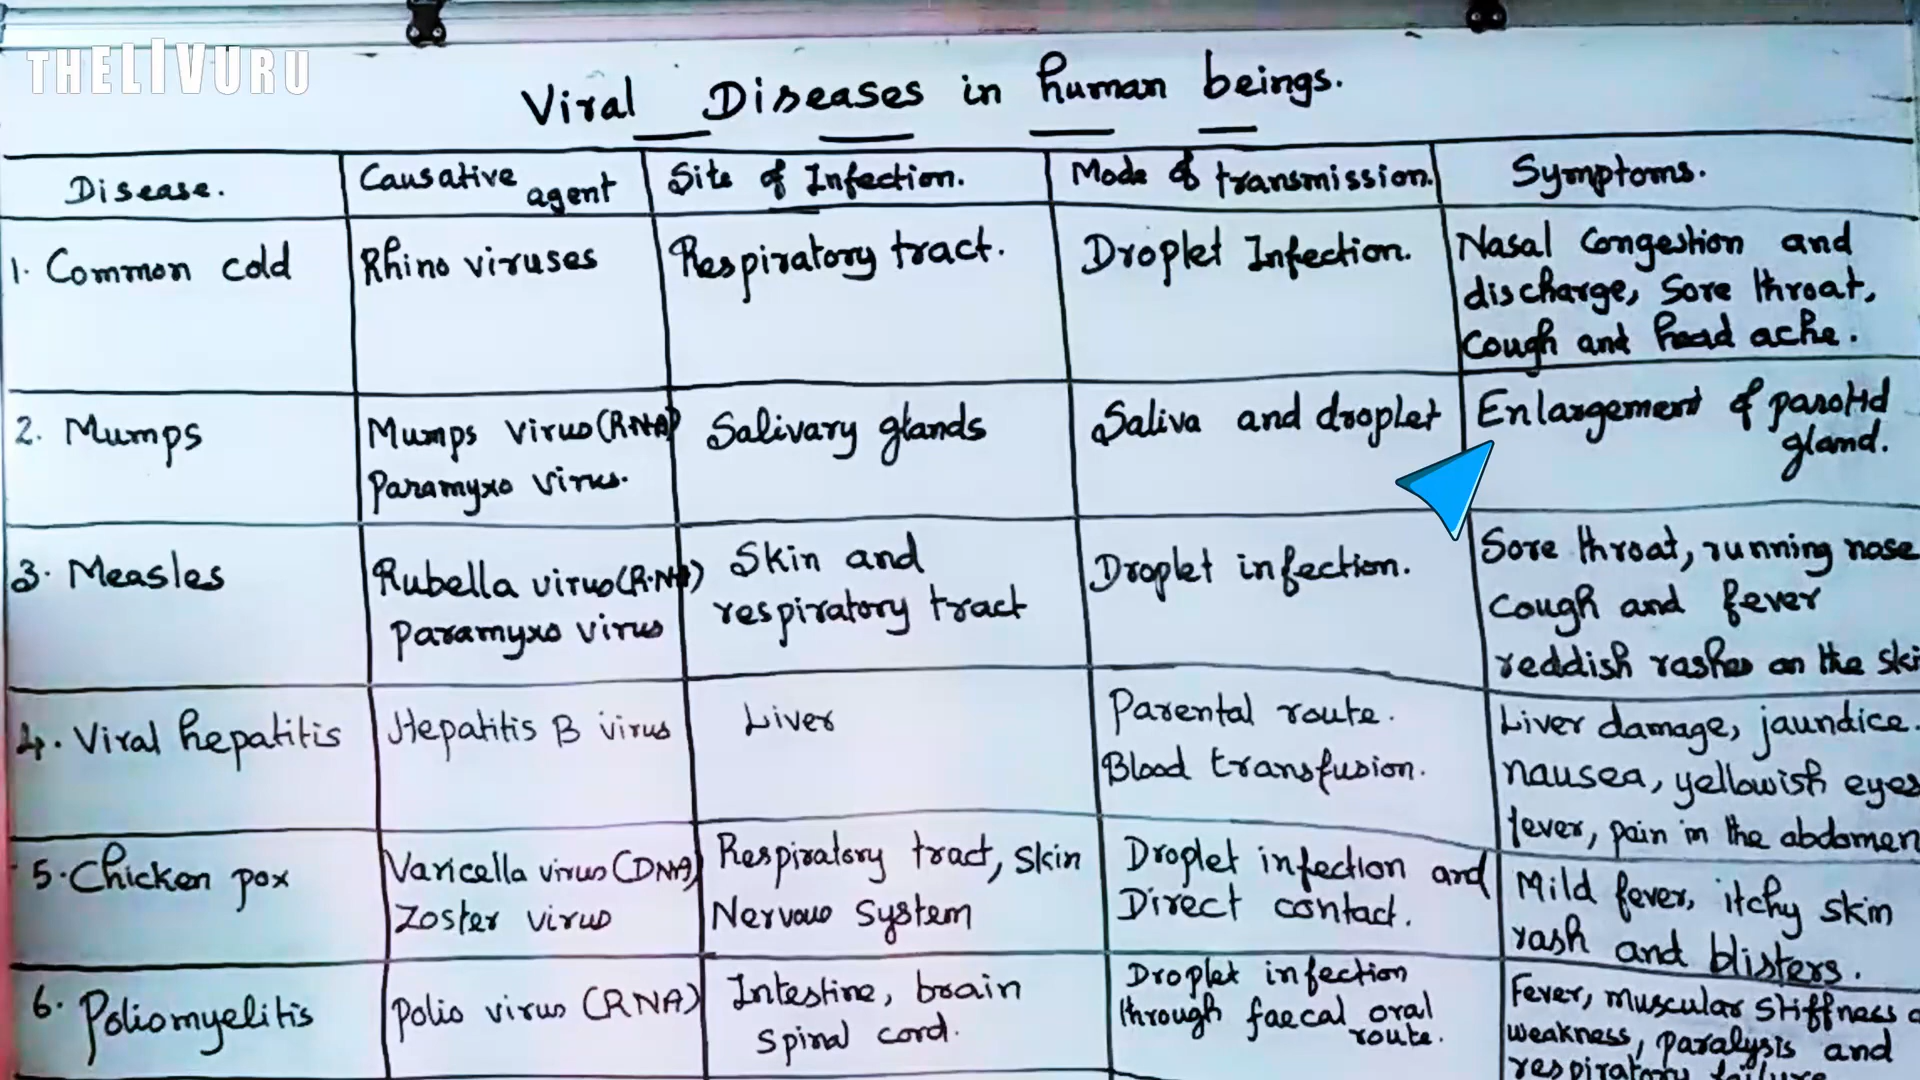 THELIVURU
Viral Diseases in human beings.
Disease.
Causative agent
Site of Infection.
Mode of transmission.
Symptoms.
1. Common cold
Rhino viruses
Respiratory tract.
Droplet Infection.
Nasal Congestion and
discharge, Sore throat,
Cough and head ache.
2. Mumps
Mumps virus (RNA)
Paramyxo virus.
Salivary glands
Saliva and droplet
Enlargement of parotid
gland.
3. Measles
Rubella virus (RNA)
paramyxo virus
Skin and
respiratory tract
Droplet infection.
Sore throat, running nose
Cough and fever
reddish rashes on the ski
4. Viral hepatitis
Hepatitis B virus
Liver
Parental route.
Blood transfusion.
Liver damage, jaundice.
nausea, yellowish eyes
fever, pain in the abdomen
5. Chicken pox
Varicella virus (DNA)
Zoster virus
Respiratory tract, Skin
Nervous System
Droplet infection and
Direct contact.
Mild fever, itchy skin
rash and blisters.
6. Poliomyelitis
Polio virus (RNA)
Intestine, brain
spinal cord.
Droplet infection
through faecal oral
route.
Fever, muscular stiffness
weakness, paralysis and
respiratory failure